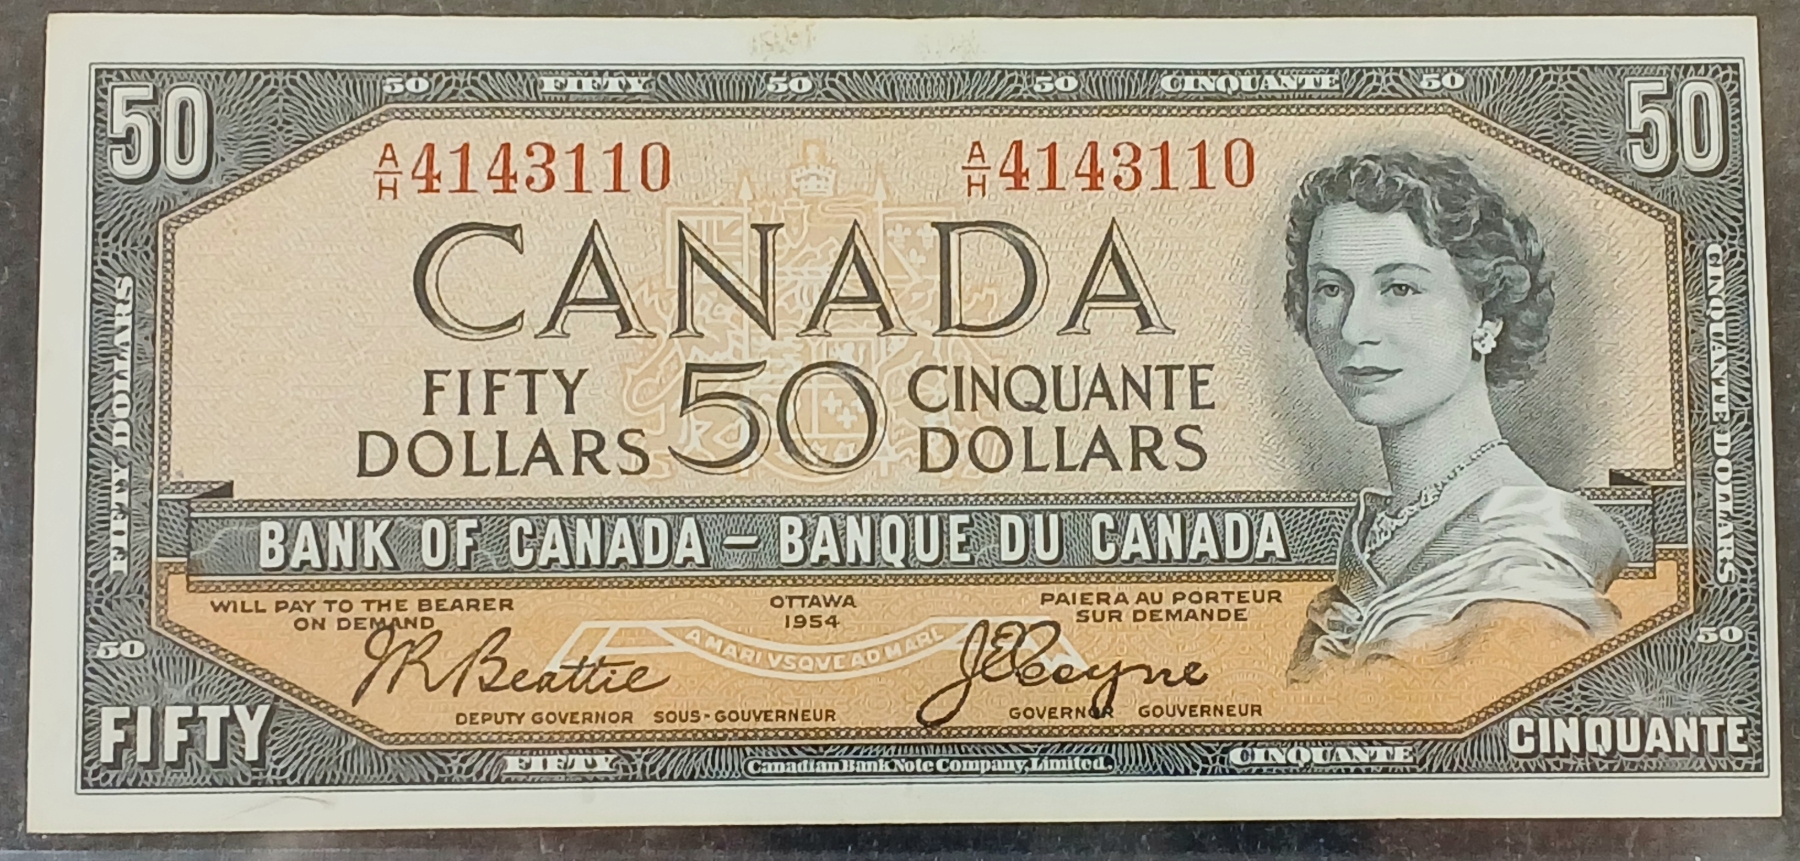 50 FIFTY 50 50 CINQUANTE 50
50 50
A/H 4143110 A/H 4143110
CANADA
FIFTY 50 CINQUANTE
DOLLARS DOLLARS
FIFTY DOLLARS
CINQUANTE DOLLARS
BANK OF CANADA – BANQUE DU CANADA
WILL PAY TO THE BEARER
ON DEMAND
OTTAWA
1954
PAIERA AU PORTEUR
SUR DEMANDE
A MARI VSQVE AD MARE
JR Beattie
JE Coyne
DEPUTY GOVERNOR SOUS-GOUVERNEUR
GOVERNOR GOUVERNEUR
50 50
FIFTY CINQUANTE
FIFTY Canadian Bank Note Company, Limited. CINQUANTE